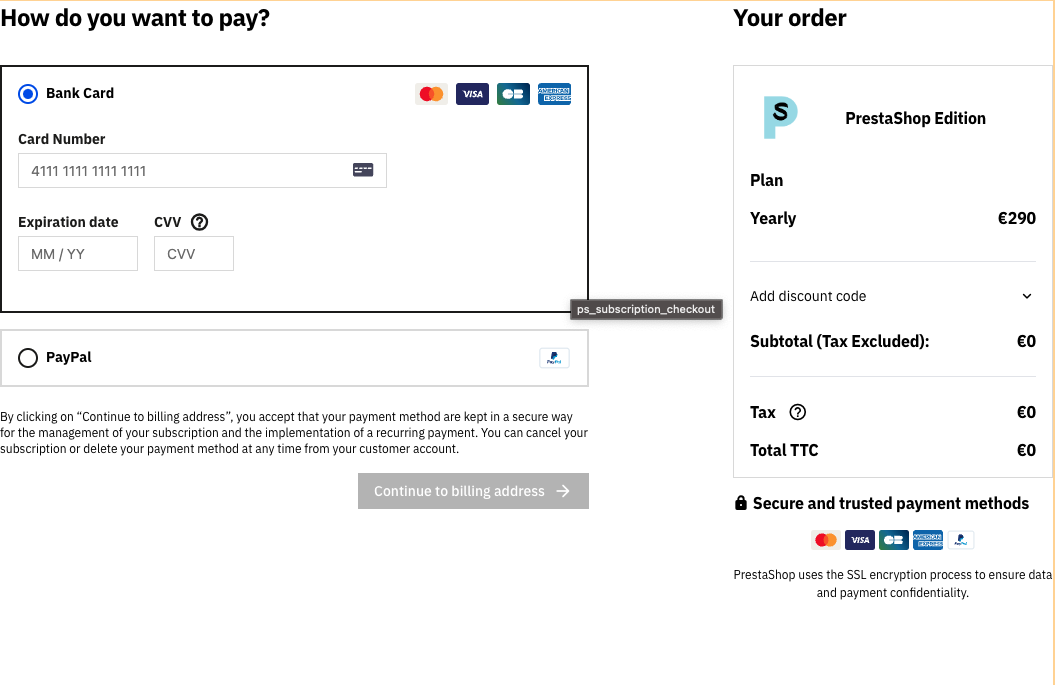 How do you want to pay?
Bank Card
VISA
AMERICAN EXPRESS
Card Number
4111 1111 1111 1111
Expiration date
CVV
MM / YY
CVV
ps_subscription_checkout
PayPal
PayPal
By clicking on “Continue to billing address”, you accept that your payment method are kept in a secure way
for the management of your subscription and the implementation of a recurring payment. You can cancel your
subscription or delete your payment method at any time from your customer account.
Continue to billing address
Your order
PrestaShop Edition
Plan
Yearly €290
Add discount code
Subtotal (Tax Excluded): €0
Tax €0
Total TTC €0
Secure and trusted payment methods
VISA
AMERICAN EXPRESS
PayPal
PrestaShop uses the SSL encryption process to ensure data
and payment confidentiality.